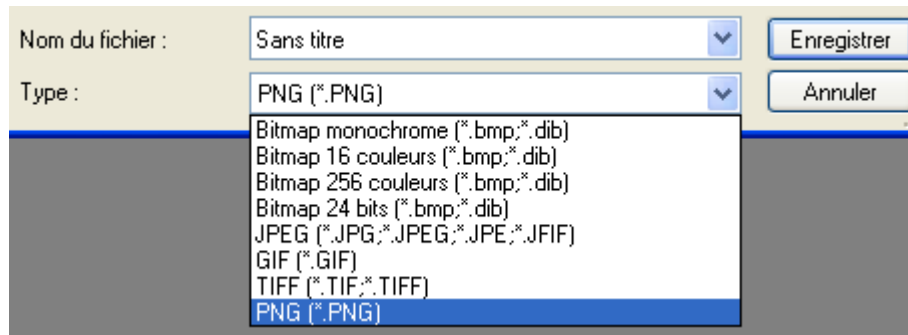 Nom du fichier : Sans titre Enregistrer
Type : PNG (*.PNG) Annuler
Bitmap monochrome (*.bmp;*.dib)
Bitmap 16 couleurs (*.bmp;*.dib)
Bitmap 256 couleurs (*.bmp;*.dib)
Bitmap 24 bits (*.bmp;*.dib)
JPEG (*.JPG;*.JPEG;*.JPE;*.JFIF)
GIF (*.GIF)
TIFF (*.TIF;*.TIFF)
PNG (*.PNG)